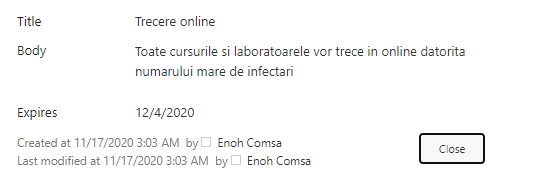 Title Trecere online
Body Toate cursurile si laboratoarele vor trece in online datorita
numarului mare de infectari
Expires 12/4/2020
Created at 11/17/2020 3:03 AM by Enoh Comsa
Last modified at 11/17/2020 3:03 AM by Enoh Comsa
Close